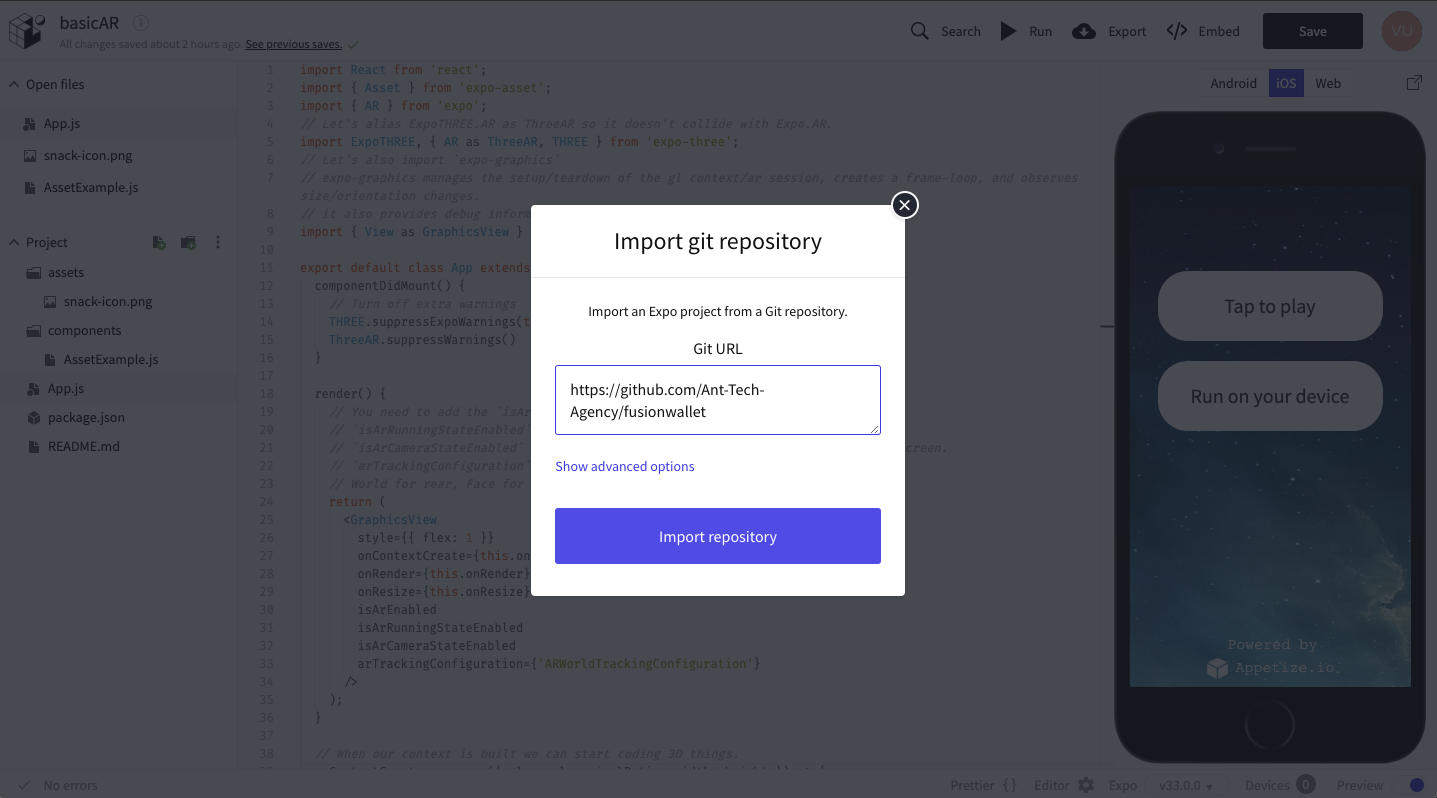 basicAR
All changes saved about 2 hours ago. See previous saves.
Search
Run
Export
Embed
Save
VU
Open files
App.js
snack-icon.png
AssetExample.js
Project
assets
snack-icon.png
components
AssetExample.js
App.js
package.json
README.md
1 import React from 'react';
2 import { Asset } from 'expo-asset';
3 import { AR } from 'expo';
4 // Let's alias ExpoTHREE.AR as ThreeAR so it doesn't collide with Expo.AR.
5 import ExpoTHREE, { AR as ThreeAR, THREE } from 'expo-three';
6 // Let's also import `expo-graphics`
7 // expo-graphics manages the setup/teardown of the gl context/ar session, creates a frame-loop, and observes
size/orientation changes.
8 // it also provides debug inform
9 import { View as GraphicsView }
10
11 export default class App extends
12 componentDidMount() {
13 // Turn off extra warnings
14 THREE.suppressExpoWarnings(t
15 ThreeAR.suppressWarnings()
16 }
17
18 render() {
19 // You need to add the `isAr
20 // `isArRunningStateEnabled`
21 // `isArCameraStateEnabled` creen.
22 // `arTrackingConfiguration`
23 // World for rear, Face for
24 return (
25 <GraphicsView
26 style={{ flex: 1 }}
27 onContextCreate={this.on
28 onRender={this.onRender}
29 onResize={this.onResize}
30 isArEnabled
31 isArRunningStateEnabled
32 isArCameraStateEnabled
33 arTrackingConfiguration={'ARWorldTrackingConfiguration'}
34 />
35 );
36 }
37
38 // When our context is built we can start coding 3D things.
Import git repository
Import an Expo project from a Git repository.
Git URL
https://github.com/Ant-Tech-
Agency/fusionwallet
Show advanced options
Import repository
Android
iOS
Web
Tap to play
Run on your device
Powered by
Appetize.io
No errors
Prettier { }
Editor
Expo
v33.0.0
Devices 0
Preview